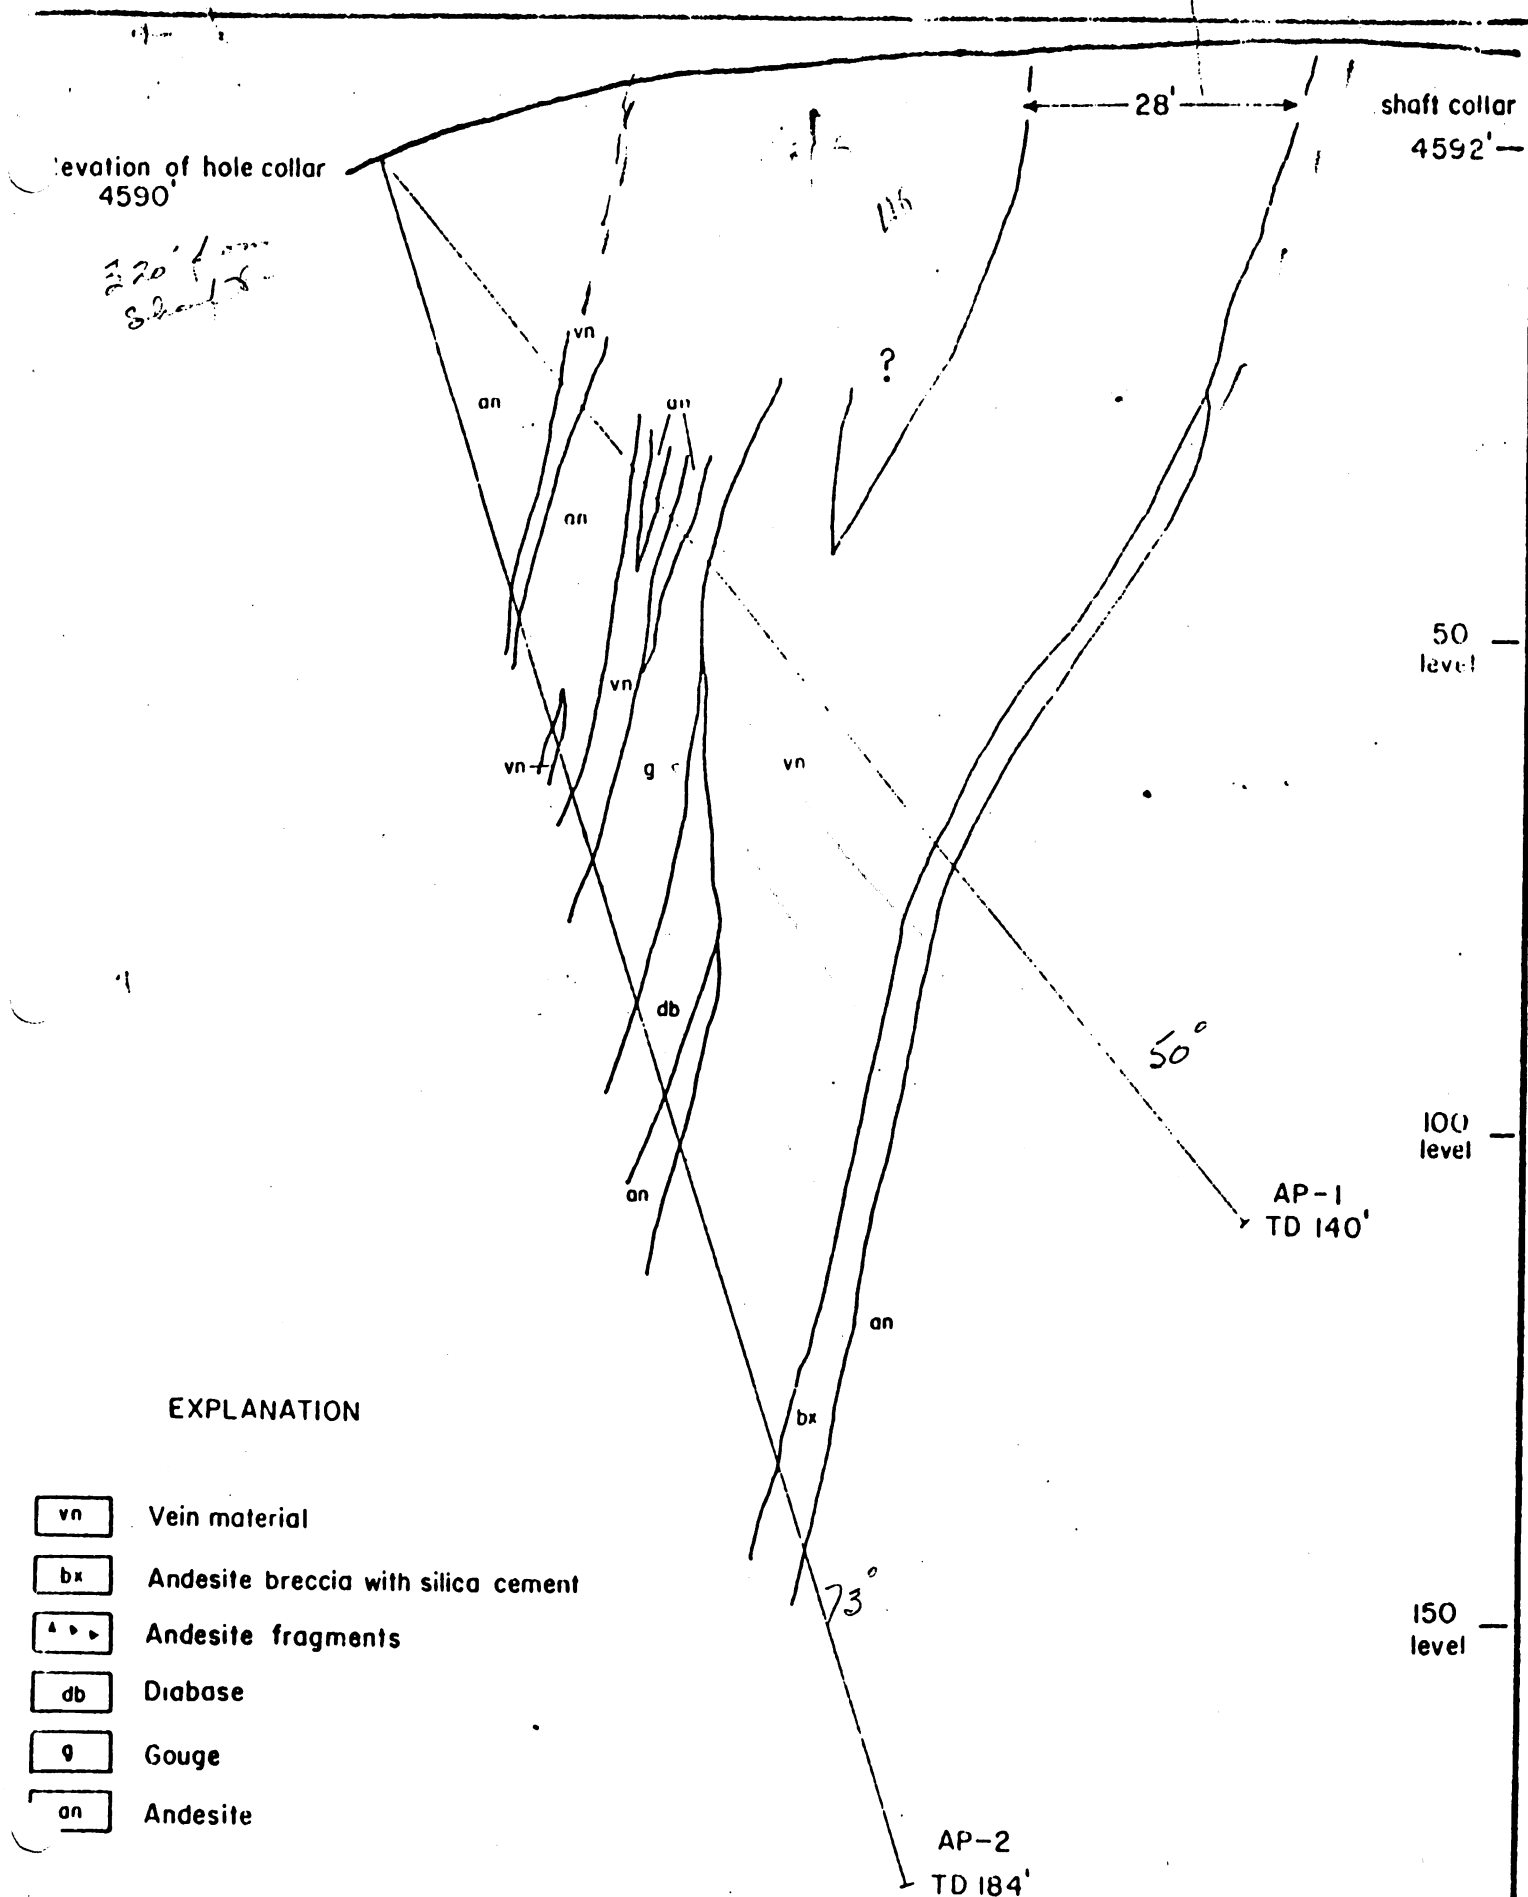 28'
shaft collar
4592'
evation of hole collar
4590'
vn
?
an
an
an
50
level
vn
vn
g
vn
db
50°
100
level
an
AP-1
TD 140'
an
bx
EXPLANATION
vn Vein material
bx Andesite breccia with silica cement
Andesite fragments
db Diabase
g Gouge
an Andesite
73°
150
level
AP-2
TD 184'